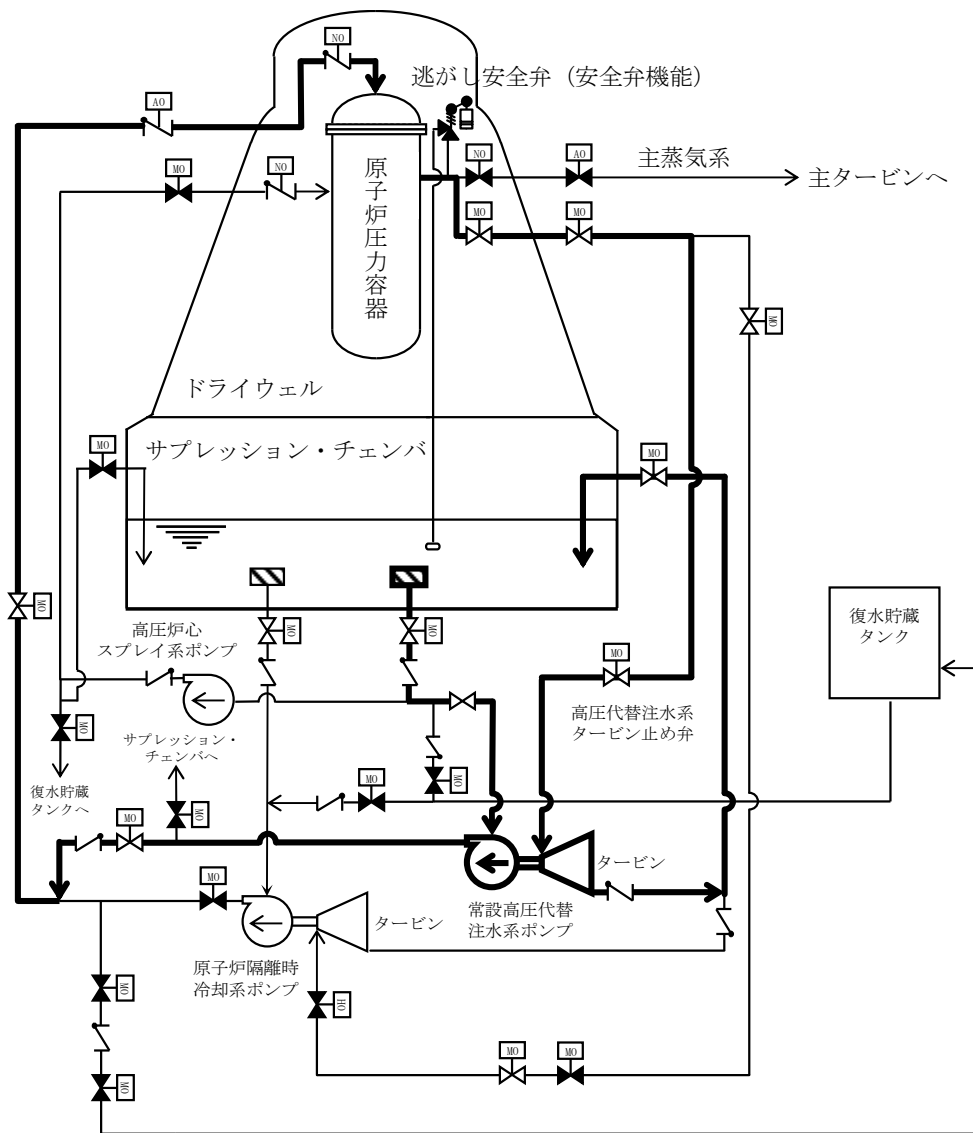 NO
NO
逃がし安全弁（安全弁機能）
AO
MO
NO
NO
AO
主蒸気系
主タービンへ
MO
MO
原子炉圧力容器
MO
ドライウェル
サプレッション・チェンバ
MO
MO
MO
MO
MO
高圧炉心
スプレイ系ポンプ
復水貯蔵
タンク
MO
高圧代替注水系
タービン止め弁
MO
サプレッション・
チェンバへ
復水貯蔵
タンクへ
MO
MO
MO
MO
タービン
MO
常設高圧代替
注水系ポンプ
タービン
原子炉隔離時
冷却系ポンプ
MO
HO
MO
MO
MO